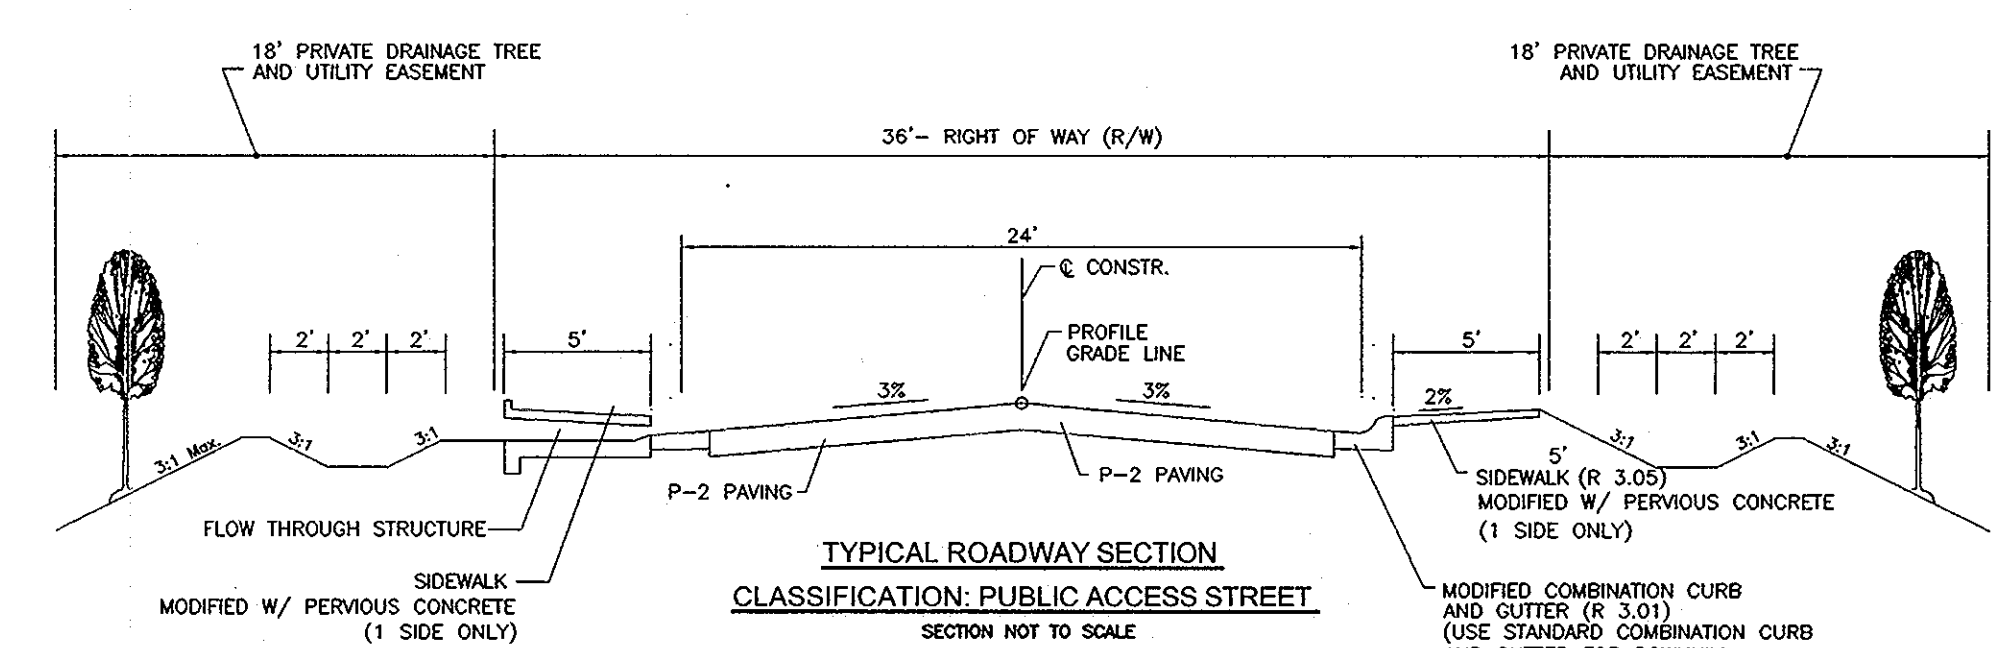 18' PRIVATE DRAINAGE TREE
AND UTILITY EASEMENT
18' PRIVATE DRAINAGE TREE
AND UTILITY EASEMENT
36'- RIGHT OF WAY (R/W)
24'
℄ CONSTR.
PROFILE
GRADE LINE
2' 2' 2'
5'
5'
2' 2' 2'
3%
3%
2%
3:1 Max.
3:1
3:1
3:1
3:1
3:1
P-2 PAVING
P-2 PAVING
5'
SIDEWALK (R 3.05)
MODIFIED W/ PERVIOUS CONCRETE
(1 SIDE ONLY)
FLOW THROUGH STRUCTURE
SIDEWALK
MODIFIED W/ PERVIOUS CONCRETE
(1 SIDE ONLY)
TYPICAL ROADWAY SECTION
CLASSIFICATION: PUBLIC ACCESS STREET
SECTION NOT TO SCALE
MODIFIED COMBINATION CURB
AND GUTTER (R 3.01)
(USE STANDARD COMBINATION CURB